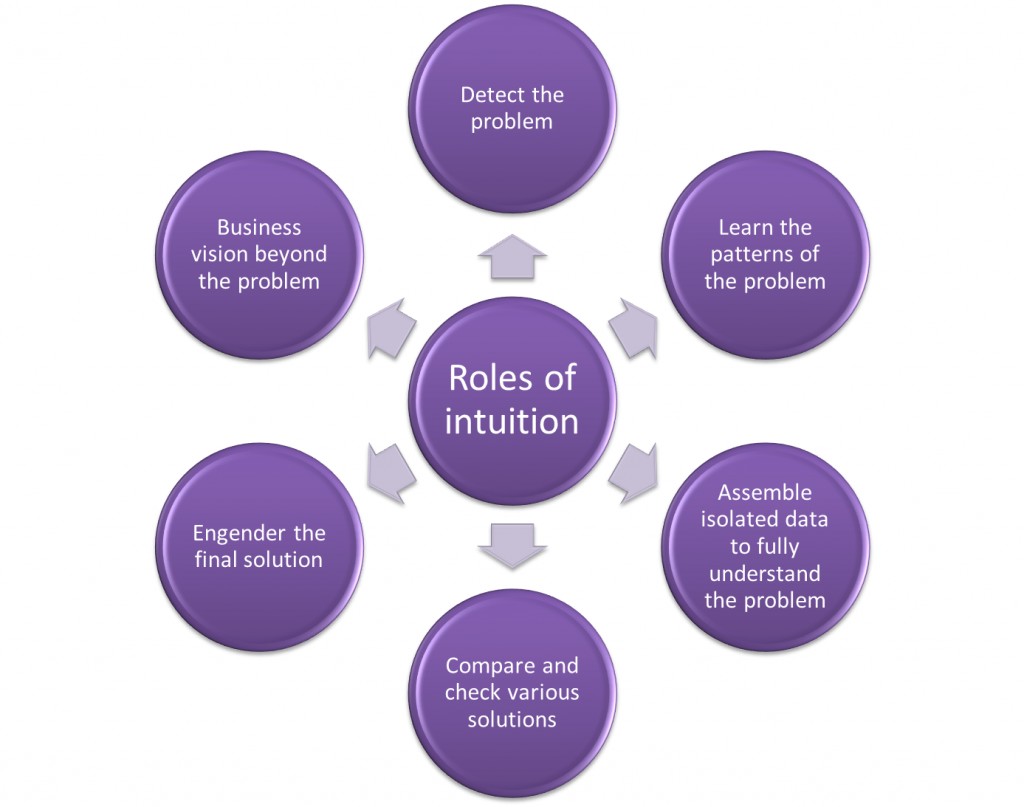 Detect the
problem
Business
vision beyond
the problem
Learn the
patterns of
the problem
Roles of
intuition
Engender the
final solution
Assemble
isolated data
to fully
understand
the problem
Compare and
check various
solutions